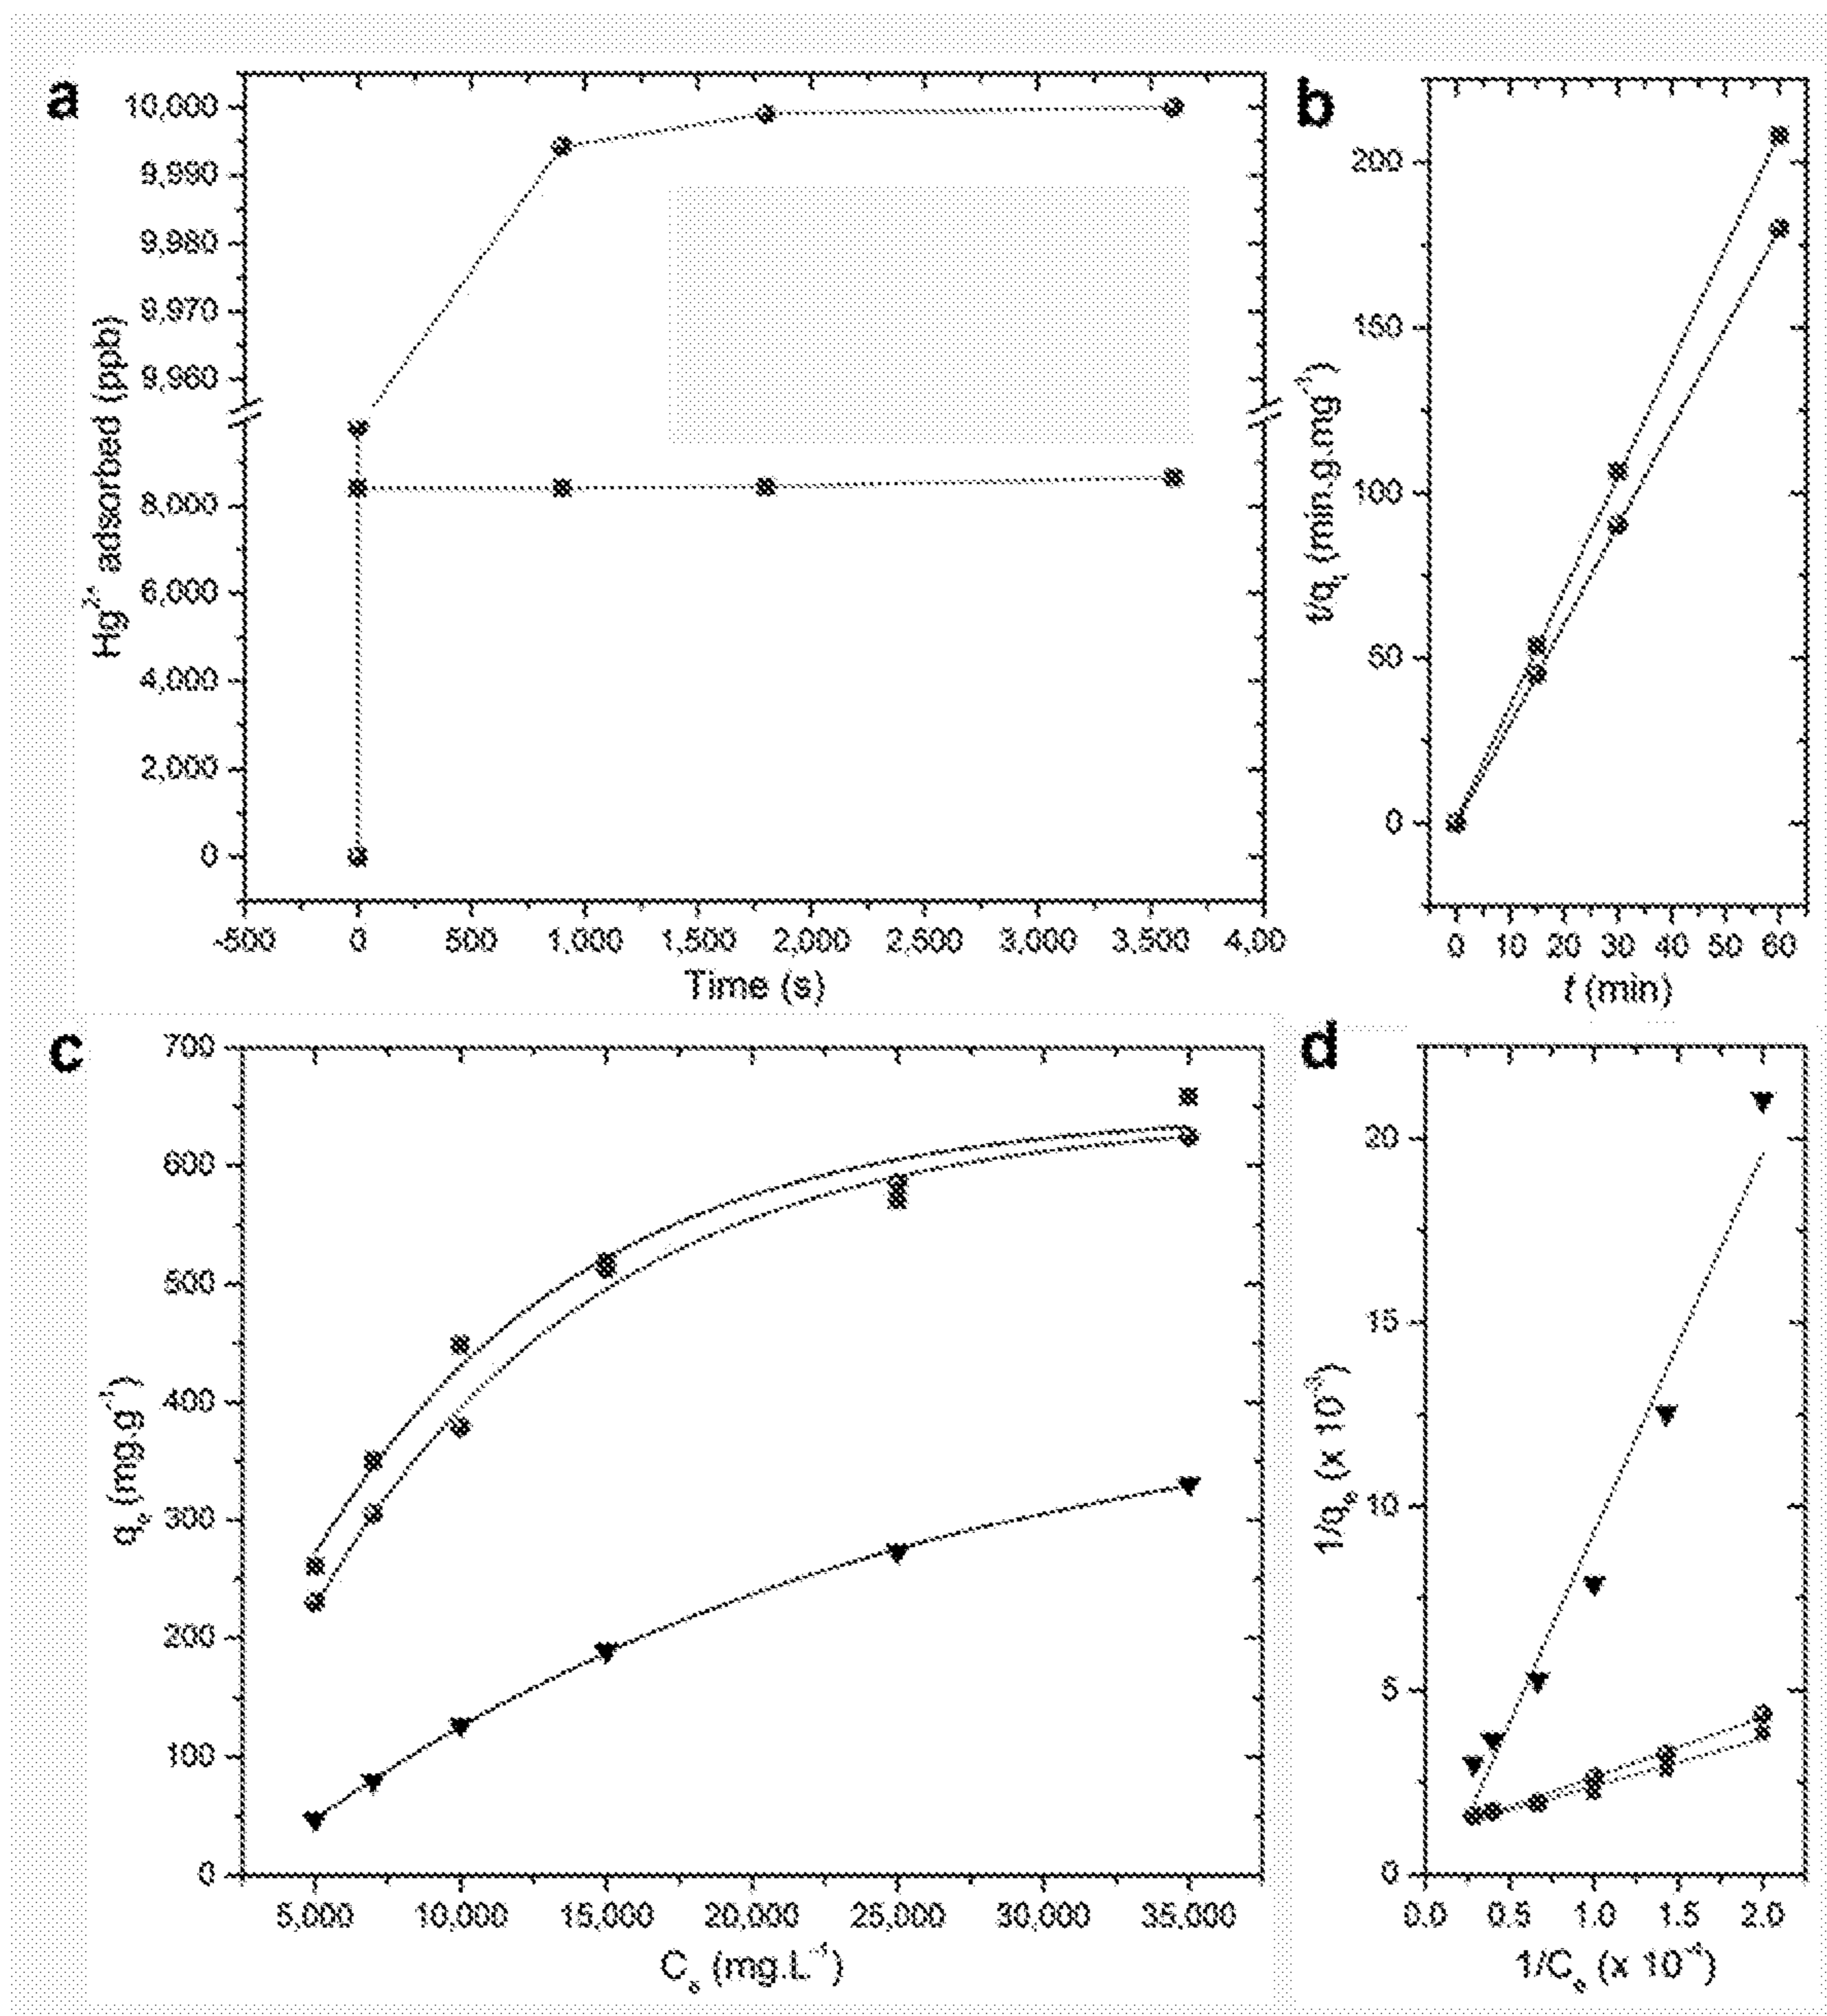 a
10,000
9,990
9,980
9,970
9,960
8,000
6,000
4,000
2,000
0
Hg²⁺ adsorbed (ppb)
-500 0 500 1,000 1,500 2,000 2,500 3,000 3,500 4,00
Time (s)
b
200
150
100
50
0
t/qₜ (min.g.mg⁻¹)
0 10 20 30 40 50 60
t (min)
c
700
600
500
400
300
200
100
0
qₑ (mg.g⁻¹)
5,000 10,000 15,000 20,000 25,000 30,000 35,000
Cₑ (mg.L⁻¹)
d
20
15
10
5
0
1/qₑ (x 10⁻³)
0.0 0.5 1.0 1.5 2.0
1/Cₑ (x 10⁻⁴)